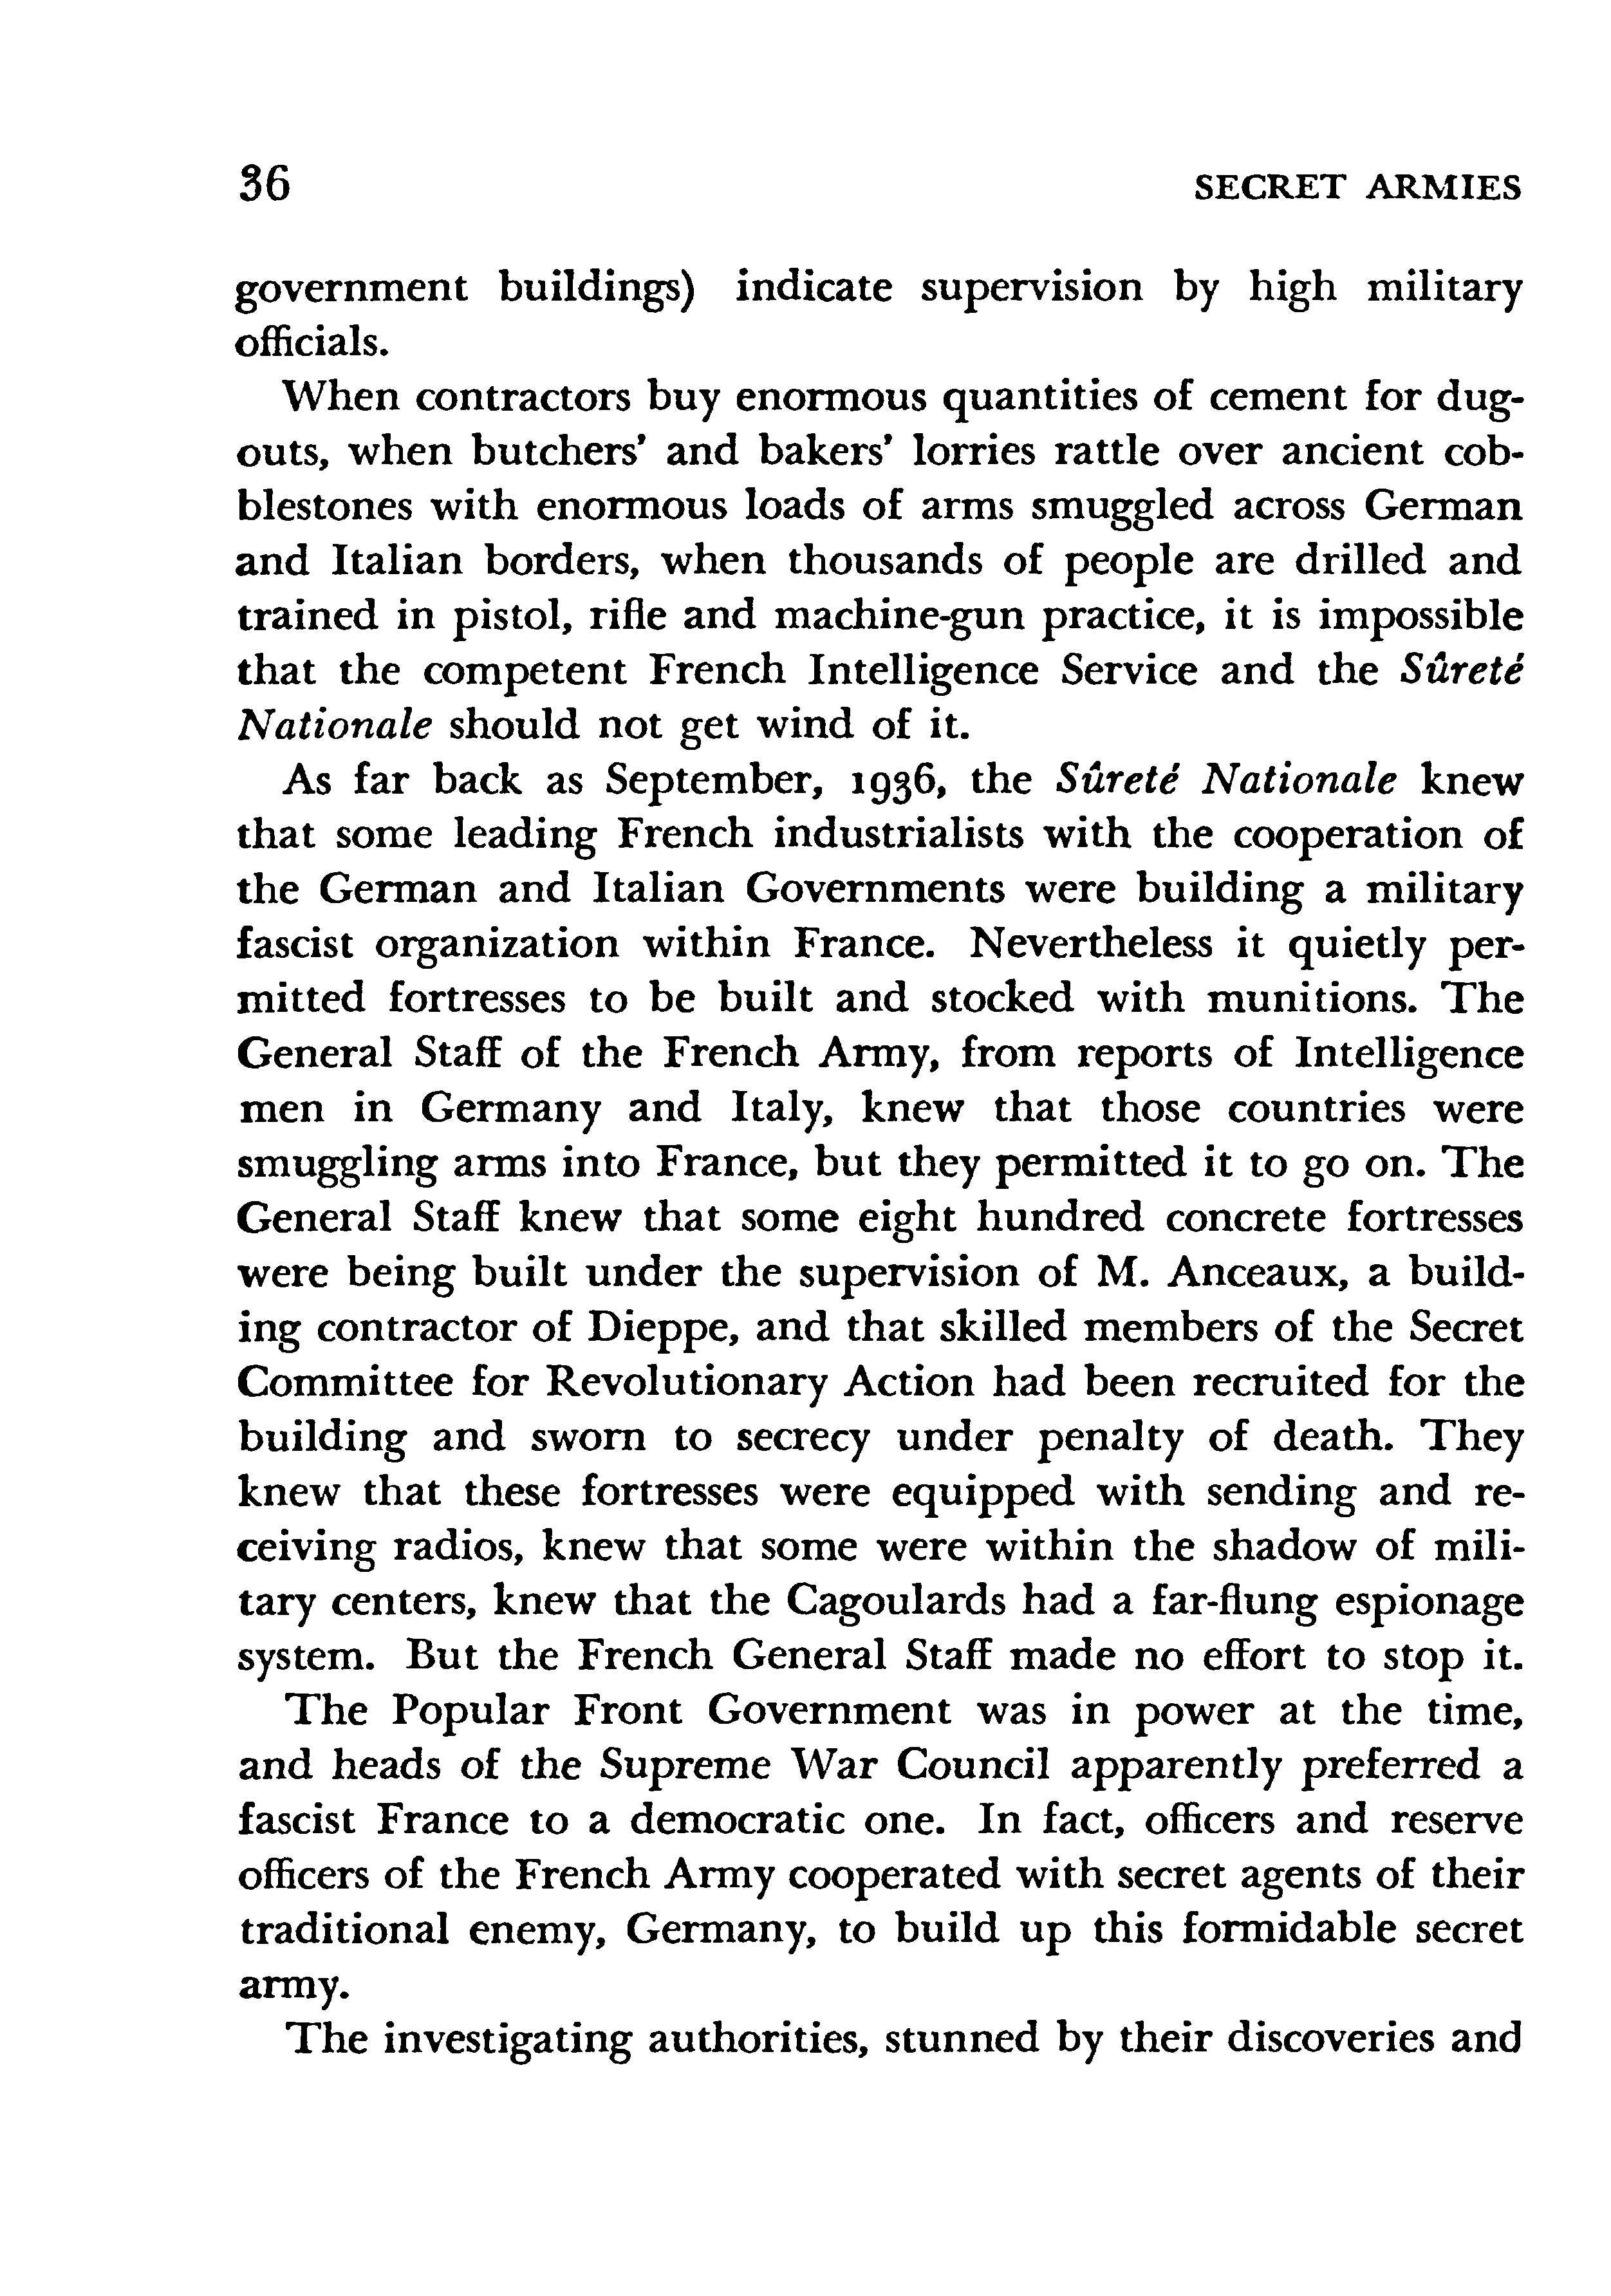 36 SECRET ARMIES
government buildings) indicate supervision by high military
officials.
When contractors buy enormous quantities of cement for dug-
outs, when butchers' and bakers' lorries rattle over ancient cob-
blestones with enormous loads of arms smuggled across German
and Italian borders, when thousands of people are drilled and
trained in pistol, rifle and machine-gun practice, it is impossible
that the competent French Intelligence Service and the Sûreté
Nationale should not get wind of it.
As far back as September, 1936, the Sûreté Nationale knew
that some leading French industrialists with the cooperation of
the German and Italian Governments were building a military
fascist organization within France. Nevertheless it quietly per-
mitted fortresses to be built and stocked with munitions. The
General Staff of the French Army, from reports of Intelligence
men in Germany and Italy, knew that those countries were
smuggling arms into France, but they permitted it to go on. The
General Staff knew that some eight hundred concrete fortresses
were being built under the supervision of M. Anceaux, a build-
ing contractor of Dieppe, and that skilled members of the Secret
Committee for Revolutionary Action had been recruited for the
building and sworn to secrecy under penalty of death. They
knew that these fortresses were equipped with sending and re-
ceiving radios, knew that some were within the shadow of mili-
tary centers, knew that the Cagoulards had a far-flung espionage
system. But the French General Staff made no effort to stop it.
The Popular Front Government was in power at the time,
and heads of the Supreme War Council apparently preferred a
fascist France to a democratic one. In fact, officers and reserve
officers of the French Army cooperated with secret agents of their
traditional enemy, Germany, to build up this formidable secret
army.
The investigating authorities, stunned by their discoveries and